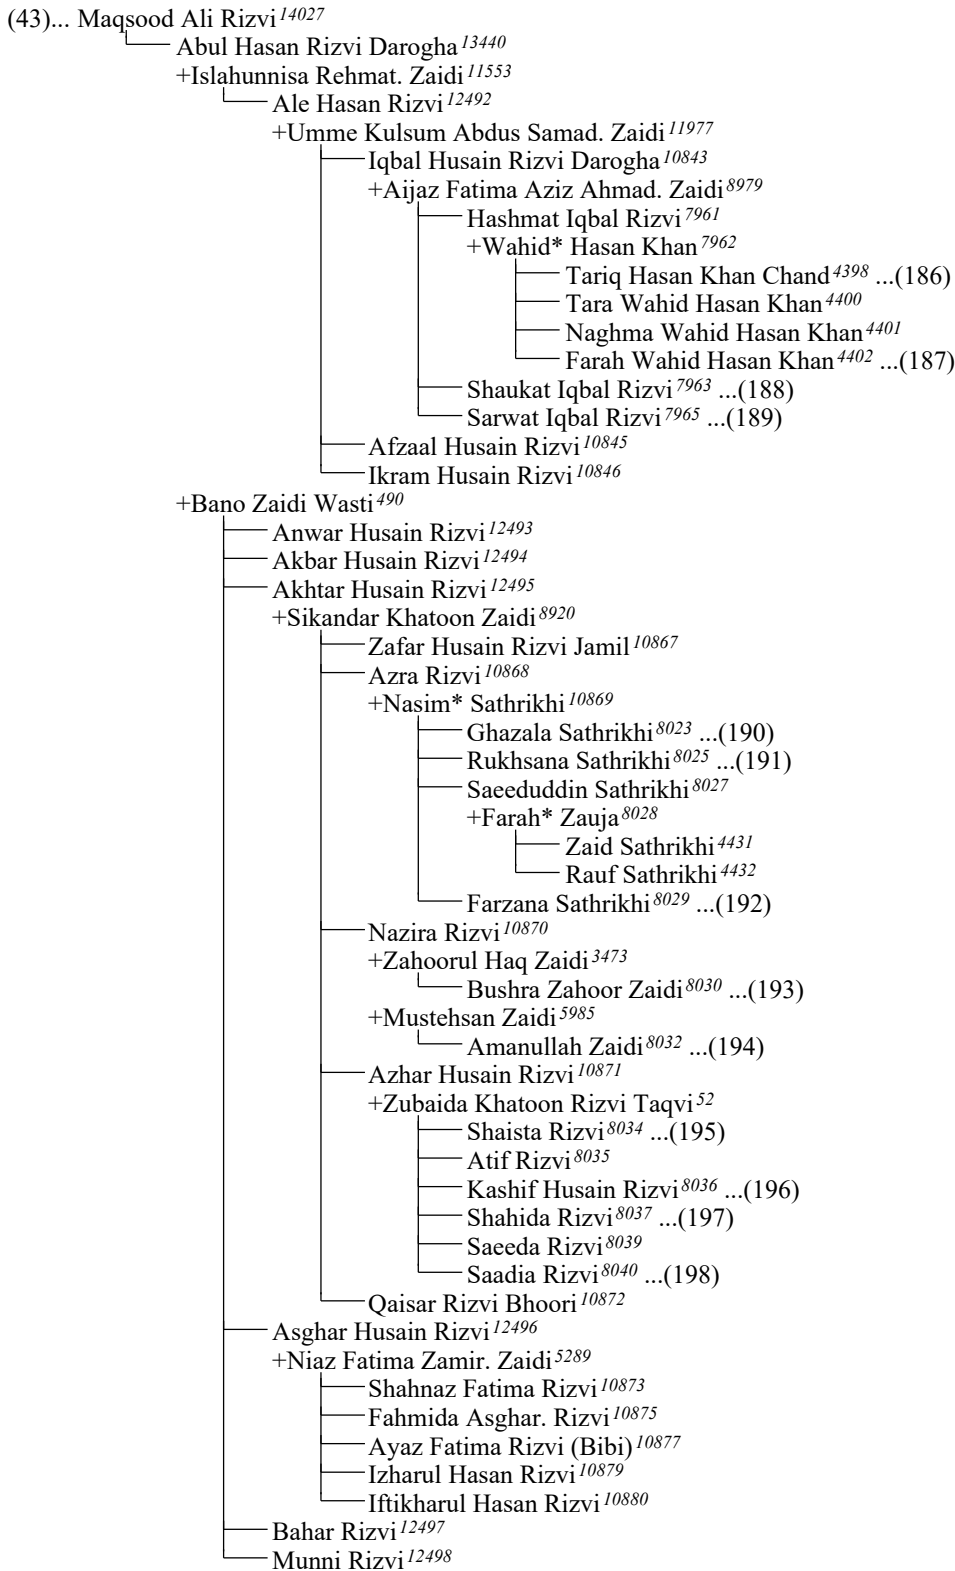 (43)... Maqsood Ali Rizvi 14027
Abul Hasan Rizvi Darogha 13440
+Islahunnisa Rehmat. Zaidi 11553
Ale Hasan Rizvi 12492
+Umme Kulsum Abdus Samad. Zaidi 11977
Iqbal Husain Rizvi Darogha 10843
+Aijaz Fatima Aziz Ahmad. Zaidi 8979
Hashmat Iqbal Rizvi 7961
+Wahid* Hasan Khan 7962
Tariq Hasan Khan Chand 4398 ...(186)
Tara Wahid Hasan Khan 4400
Naghma Wahid Hasan Khan 4401
Farah Wahid Hasan Khan 4402 ...(187)
Shaukat Iqbal Rizvi 7963 ...(188)
Sarwat Iqbal Rizvi 7965 ...(189)
Afzaal Husain Rizvi 10845
Ikram Husain Rizvi 10846
+Bano Zaidi Wasti 490
Anwar Husain Rizvi 12493
Akbar Husain Rizvi 12494
Akhtar Husain Rizvi 12495
+Sikandar Khatoon Zaidi 8920
Zafar Husain Rizvi Jamil 10867
Azra Rizvi 10868
+Nasim* Sathrikhi 10869
Ghazala Sathrikhi 8023 ...(190)
Rukhsana Sathrikhi 8025 ...(191)
Saeeduddin Sathrikhi 8027
+Farah* Zauja 8028
Zaid Sathrikhi 4431
Rauf Sathrikhi 4432
Farzana Sathrikhi 8029 ...(192)
Nazira Rizvi 10870
+Zahoorul Haq Zaidi 3473
Bushra Zahoor Zaidi 8030 ...(193)
+Mustehsan Zaidi 5985
Amanullah Zaidi 8032 ...(194)
Azhar Husain Rizvi 10871
+Zubaida Khatoon Rizvi Taqvi 52
Shaista Rizvi 8034 ...(195)
Atif Rizvi 8035
Kashif Husain Rizvi 8036 ...(196)
Shahida Rizvi 8037 ...(197)
Saeeda Rizvi 8039
Saadia Rizvi 8040 ...(198)
Qaisar Rizvi Bhoori 10872
Asghar Husain Rizvi 12496
+Niaz Fatima Zamir. Zaidi 5289
Shahnaz Fatima Rizvi 10873
Fahmida Asghar. Rizvi 10875
Ayaz Fatima Rizvi (Bibi) 10877
Izharul Hasan Rizvi 10879
Iftikharul Hasan Rizvi 10880
Bahar Rizvi 12497
Munni Rizvi 12498